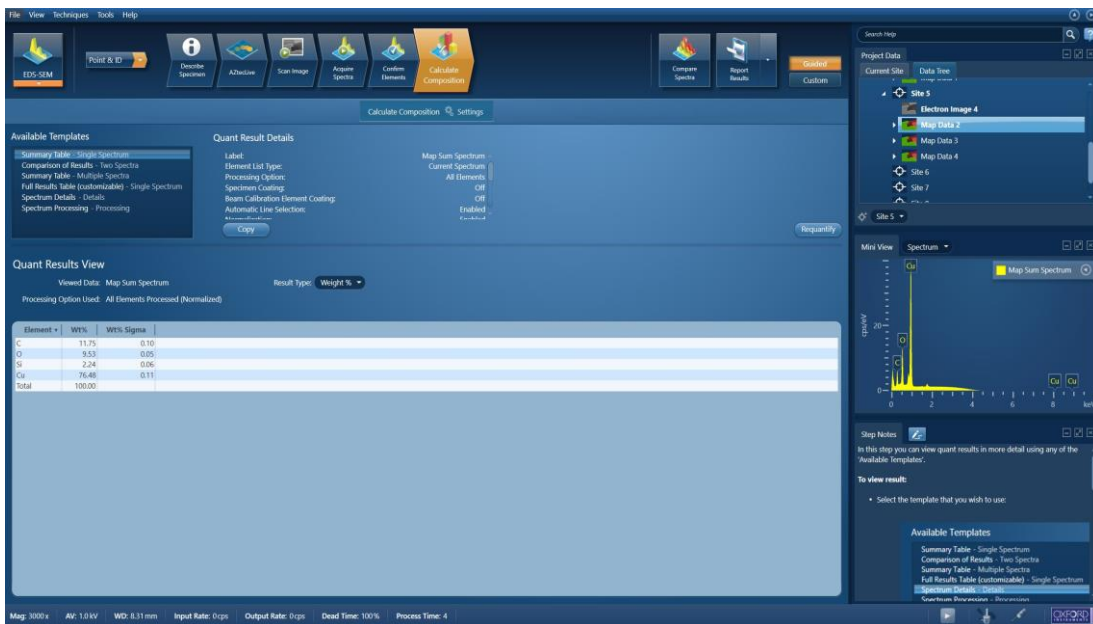 File View Techniques Tools Help
EDS-SEM
Point & ID
Describe Specimen
AZtecLive
Scan Image
Acquire Spectra
Confirm Elements
Calculate Composition
Compare Spectra
Report Results
Guided
Custom
Calculate Composition Settings
Available Templates
Summary Table - Single Spectrum
Comparison of Results - Two Spectra
Summary Table - Multiple Spectra
Full Results Table (customizable) - Single Spectrum
Spectrum Details - Details
Spectrum Processing - Processing
Quant Result Details
Label: Map Sum Spectrum
Element List Type: Current Spectrum
Processing Option: All Elements
Specimen Coating: Off
Beam Calibration Element Coating: Off
Automatic Line Selection: Enabled
Copy
Requantify
Quant Results View
Viewed Data: Map Sum Spectrum
Result Type: Weight %
Processing Option Used: All Elements Processed (Normalized)
Element Wt% Wt% Sigma
C 11.75 0.10
O 9.53 0.05
Si 2.24 0.06
Cu 76.48 0.11
Total 100.00
Search Help
Project Data
Current Site Data Tree
Site 5
Electron Image 4
Map Data 2
Map Data 3
Map Data 4
Site 6
Site 7
Site 5
Mini View Spectrum
Map Sum Spectrum
cps/eV
20
0
Cu
O
C
Cu Cu
0 2 4 6 8 keV
Step Notes
In this step you can view quant results in more detail using any of the
'Available Templates'.
To view result:
• Select the template that you wish to use:
Available Templates
Summary Table - Single Spectrum
Comparison of Results - Two Spectra
Summary Table - Multiple Spectra
Full Results Table (customizable) - Single Spectrum
Spectrum Details - Details
Spectrum Processing - Processing
Mag: 3000 x AV: 1.0 kV WD: 8.31 mm Input Rate: 0 cps Output Rate: 0 cps Dead Time: 100% Process Time: 4
OXFORD
INSTRUMENTS